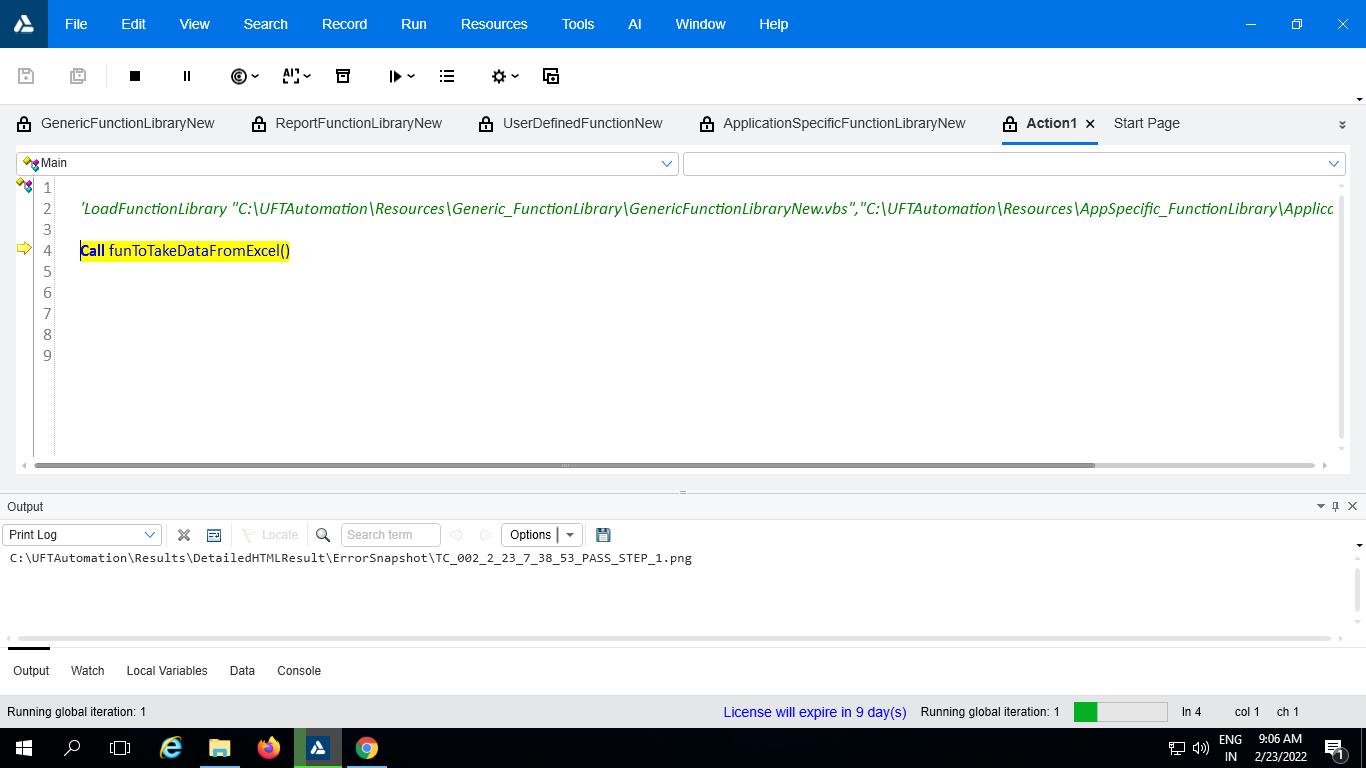 File Edit View Search Record Run Resources Tools AI Window Help
GenericFunctionLibraryNew ReportFunctionLibraryNew UserDefinedFunctionNew ApplicationSpecificFunctionLibraryNew Action1 Start Page
Main
1
2 'LoadFunctionLibrary "C:\UFTAutomation\Resources\Generic_FunctionLibrary\GenericFunctionLibraryNew.vbs","C:\UFTAutomation\Resources\AppSpecific_FunctionLibrary\Applica
3
4 Call funToTakeDataFromExcel()
5
6
7
8
9
Output
Print Log Locate Search term Options
C:\UFTAutomation\Results\DetailedHTMLResult\ErrorSnapshot\TC_002_2_23_7_38_53_PASS_STEP_1.png
Output Watch Local Variables Data Console
Running global iteration: 1 License will expire in 9 day(s) Running global iteration: 1 ln 4 col 1 ch 1
ENG 9:06 AM
IN 2/23/2022 1